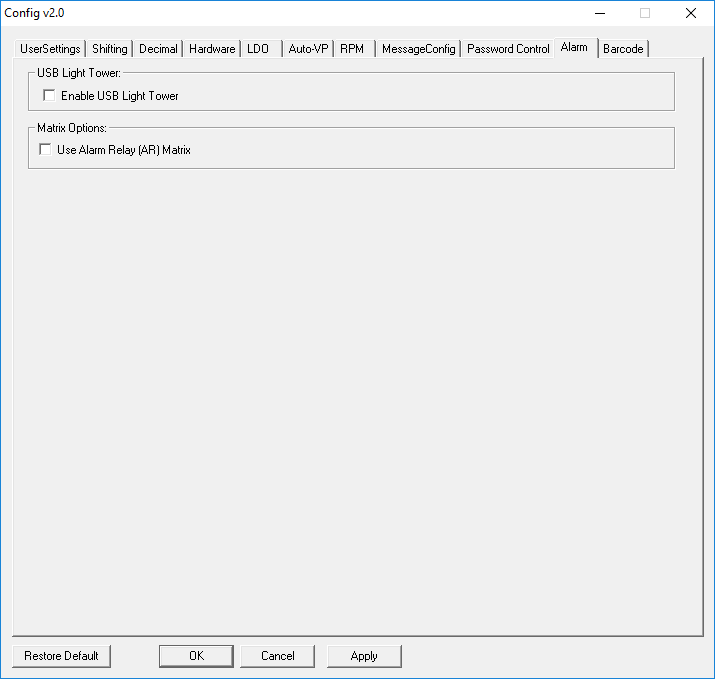 Config v2.0
UserSettings Shifting Decimal Hardware LDO Auto-VP RPM MessageConfig Password Control Alarm Barcode
USB Light Tower:
Enable USB Light Tower
Matrix Options:
Use Alarm Relay (AR) Matrix
Restore Default OK Cancel Apply